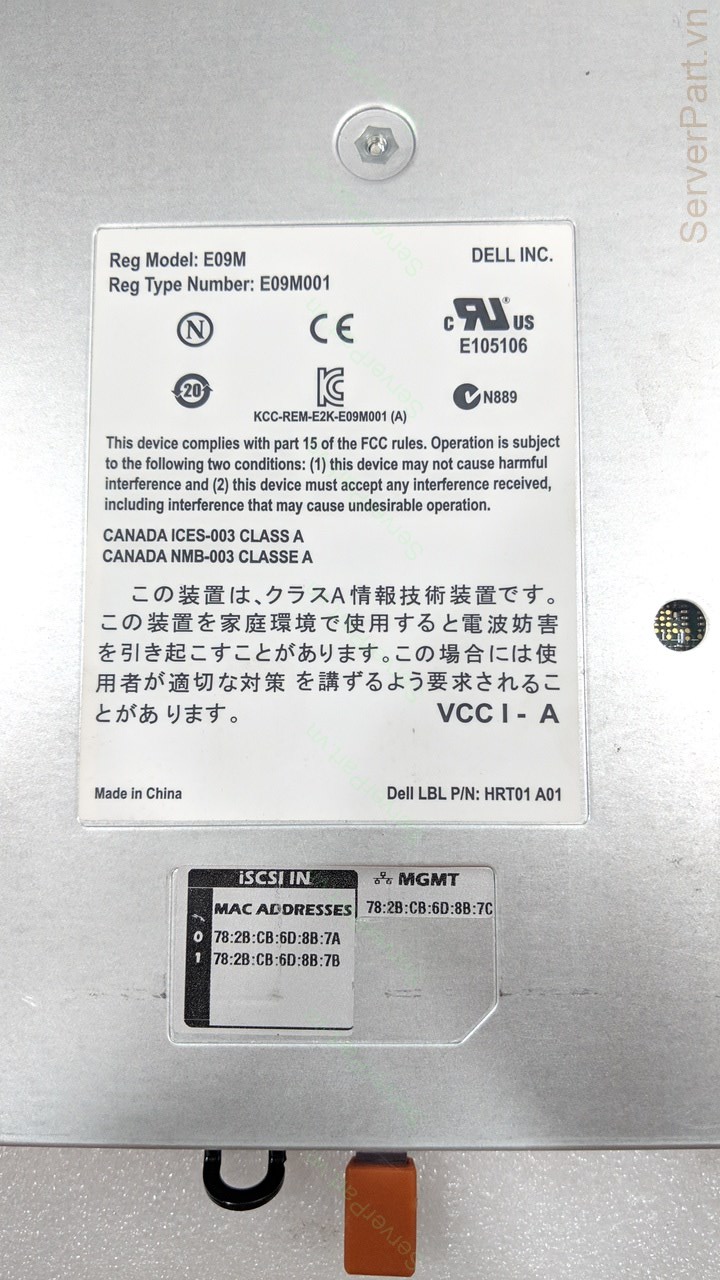 ServerPart.vn
Reg Model: E09M
DELL INC.
Reg Type Number: E09M001
N
CE
c RU® US
E105106
20
KCC-REM-E2K-E09M001 (A)
N889
This device complies with part 15 of the FCC rules. Operation is subject
to the following two conditions: (1) this device may not cause harmful
interference and (2) this device must accept any interference received,
including interference that may cause undesirable operation.
CANADA ICES-003 CLASS A
CANADA NMB-003 CLASSE A
この装置は、クラスA情報技術装置です。
この装置を家庭環境で使用すると電波妨害
を引き起こすことがあります。この場合には使
用者が適切な対策 を講ずるよう要求されるこ
とがあ ります。
VCC I - A
Made in China
Dell LBL P/N: HRT01 A01
iSCSI IN
MGMT
MAC ADDRESSES
78:2B:CB:6D:8B:7C
0 78:2B:CB:6D:8B:7A
1 78:2B:CB:6D:8B:7B